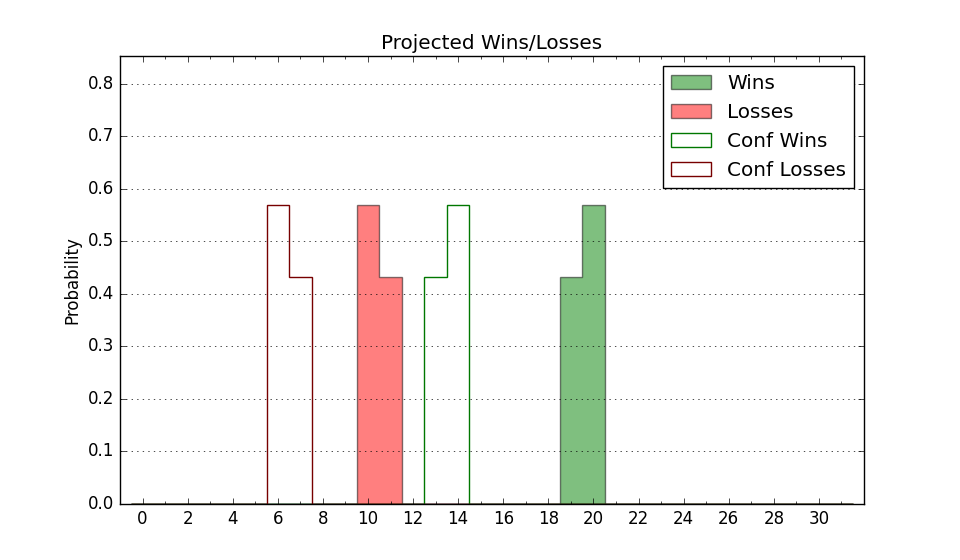 Projected Wins/Losses
Wins
Losses
Conf Wins
Conf Losses
Probability
0.8
0.7
0.6
0.5
0.4
0.3
0.2
0.1
0.0
0 2 4 6 8 10 12 14 16 18 20 22 24 26 28 30